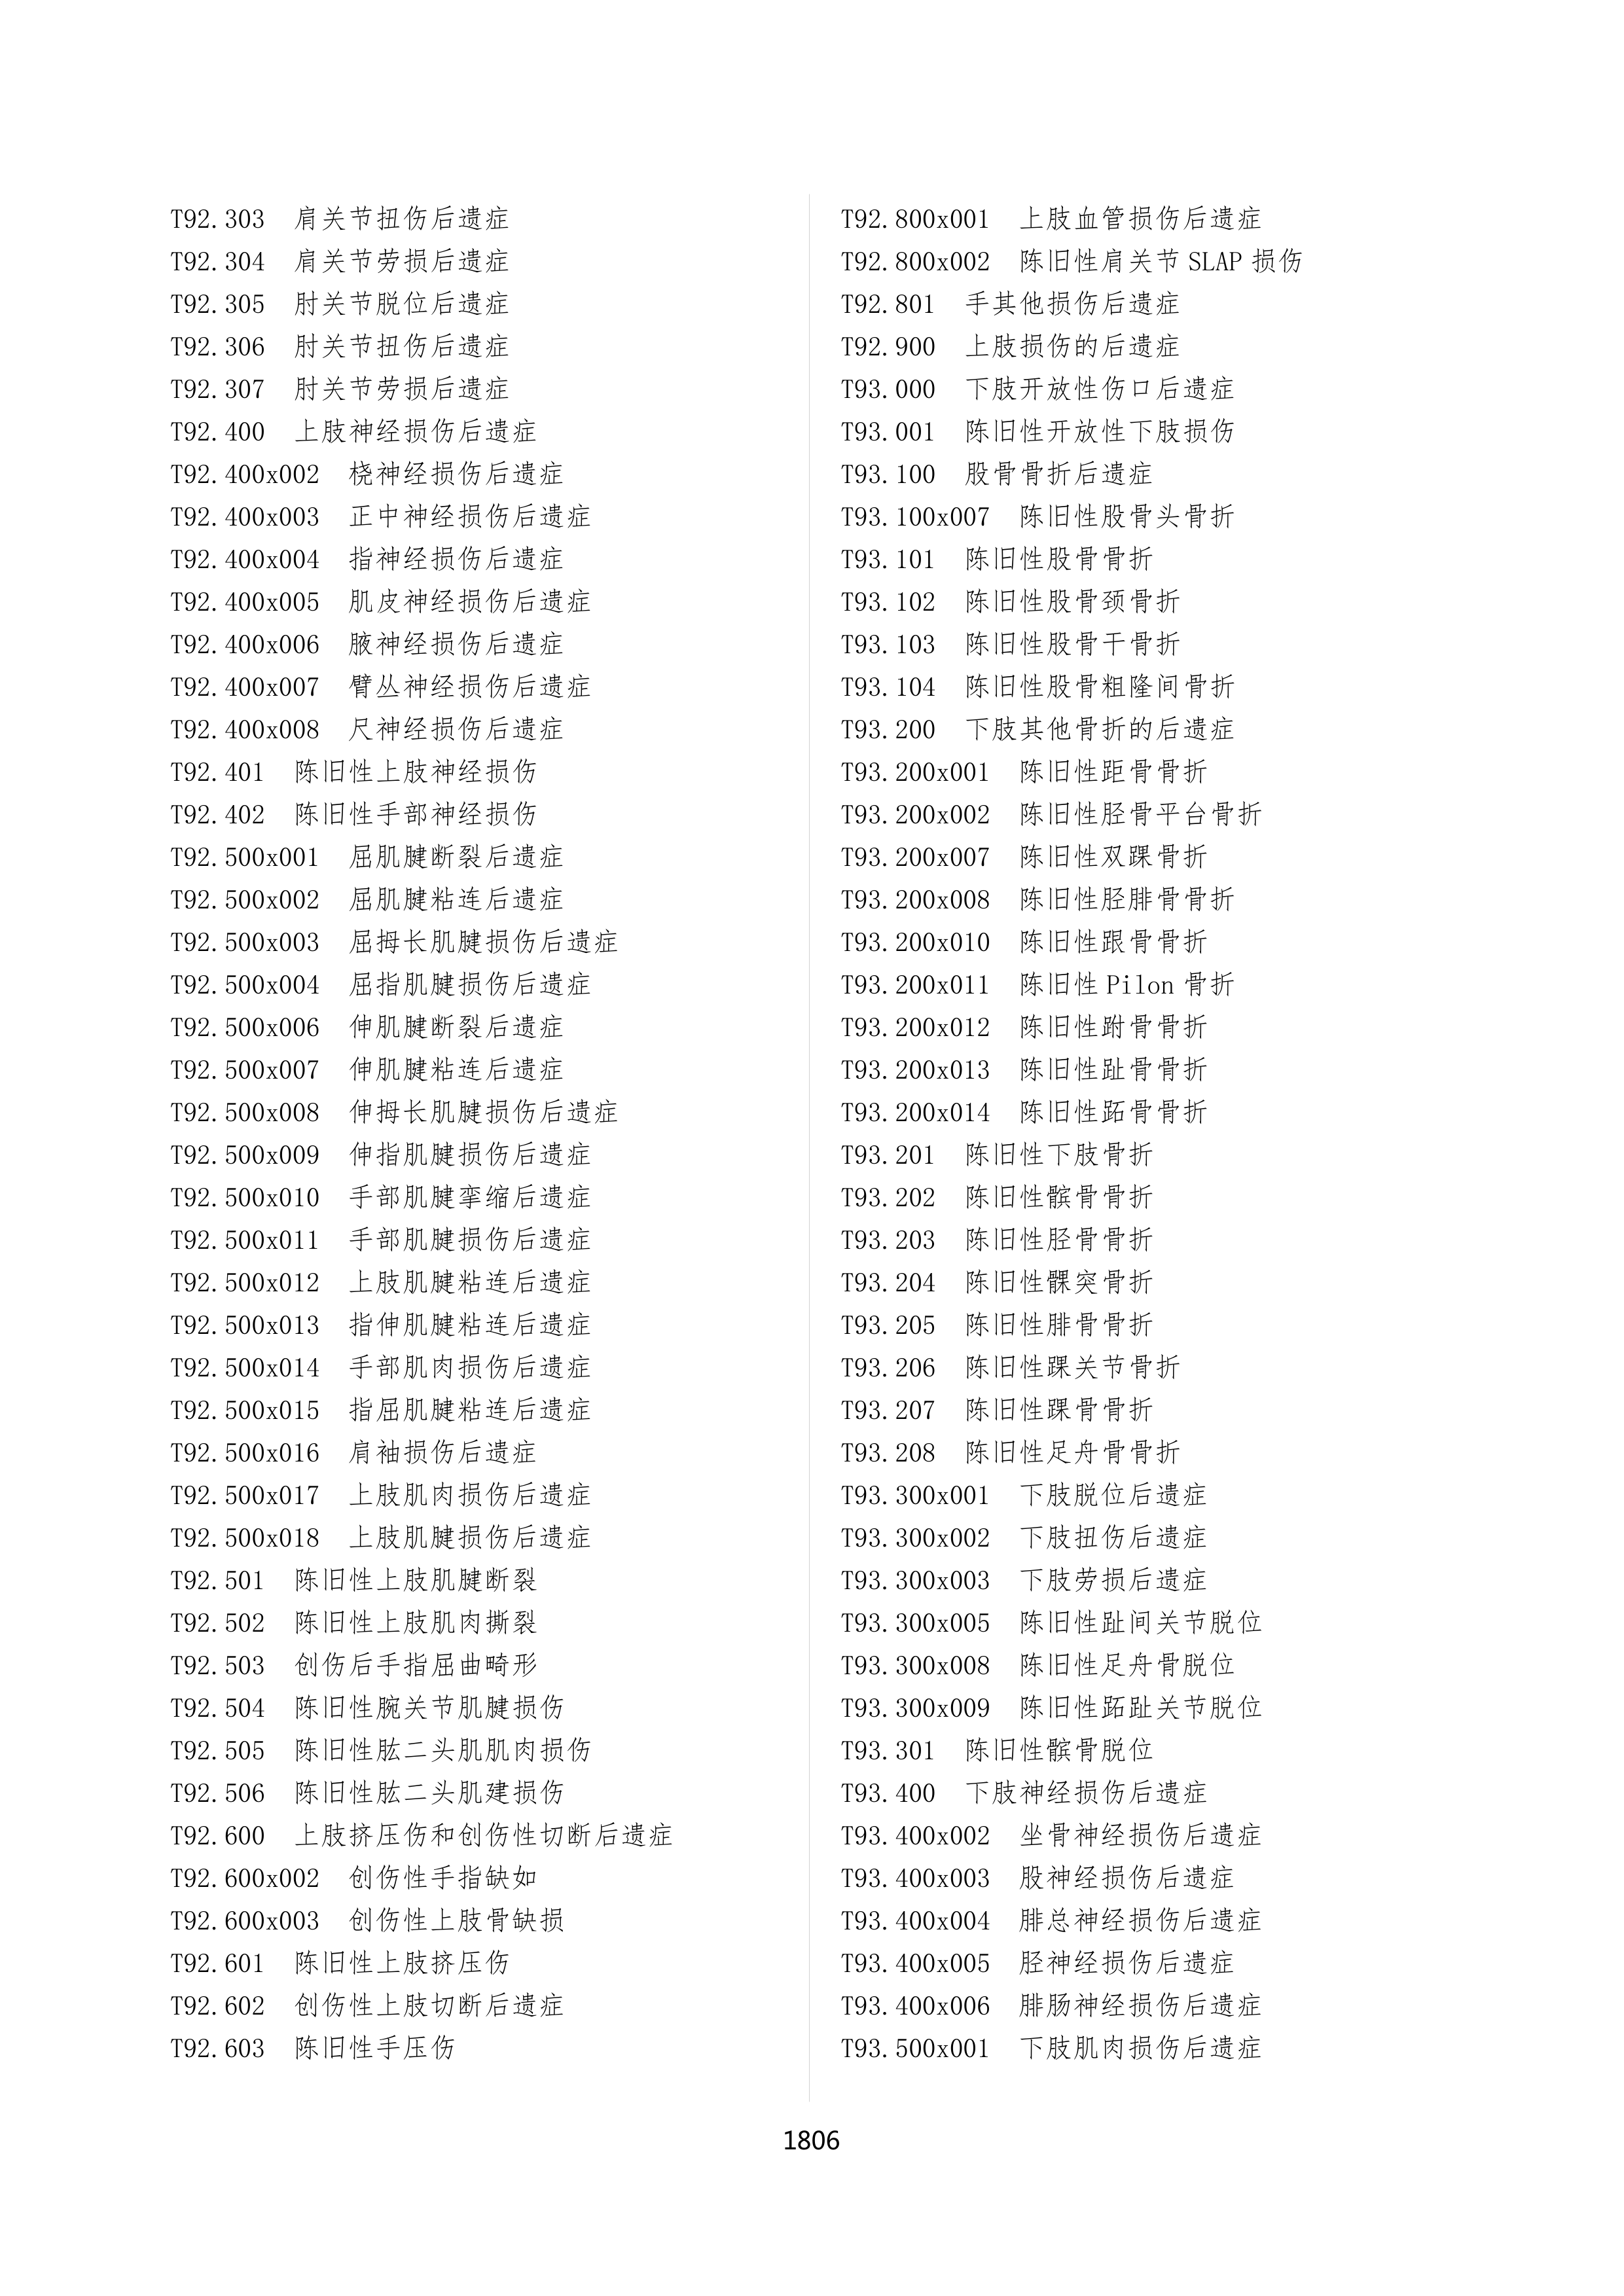 T92.303 肩关节扭伤后遗症
T92.304 肩关节劳损后遗症
T92.305 肘关节脱位后遗症
T92.306 肘关节扭伤后遗症
T92.307 肘关节劳损后遗症
T92.400 上肢神经损伤后遗症
T92.400x002 桡神经损伤后遗症
T92.400x003 正中神经损伤后遗症
T92.400x004 指神经损伤后遗症
T92.400x005 肌皮神经损伤后遗症
T92.400x006 腋神经损伤后遗症
T92.400x007 臂丛神经损伤后遗症
T92.400x008 尺神经损伤后遗症
T92.401 陈旧性上肢神经损伤
T92.402 陈旧性手部神经损伤
T92.500x001 屈肌腱断裂后遗症
T92.500x002 屈肌腱粘连后遗症
T92.500x003 屈拇长肌腱损伤后遗症
T92.500x004 屈指肌腱损伤后遗症
T92.500x006 伸肌腱断裂后遗症
T92.500x007 伸肌腱粘连后遗症
T92.500x008 伸拇长肌腱损伤后遗症
T92.500x009 伸指肌腱损伤后遗症
T92.500x010 手部肌腱挛缩后遗症
T92.500x011 手部肌腱损伤后遗症
T92.500x012 上肢肌腱粘连后遗症
T92.500x013 指伸肌腱粘连后遗症
T92.500x014 手部肌肉损伤后遗症
T92.500x015 指屈肌腱粘连后遗症
T92.500x016 肩袖损伤后遗症
T92.500x017 上肢肌肉损伤后遗症
T92.500x018 上肢肌腱损伤后遗症
T92.501 陈旧性上肢肌腱断裂
T92.502 陈旧性上肢肌肉撕裂
T92.503 创伤后手指屈曲畸形
T92.504 陈旧性腕关节肌腱损伤
T92.505 陈旧性肱二头肌肌肉损伤
T92.506 陈旧性肱二头肌建损伤
T92.600 上肢挤压伤和创伤性切断后遗症
T92.600x002 创伤性手指缺如
T92.600x003 创伤性上肢骨缺损
T92.601 陈旧性上肢挤压伤
T92.602 创伤性上肢切断后遗症
T92.603 陈旧性手压伤
T92.800x001 上肢血管损伤后遗症
T92.800x002 陈旧性肩关节 SLAP 损伤
T92.801 手其他损伤后遗症
T92.900 上肢损伤的后遗症
T93.000 下肢开放性伤口后遗症
T93.001 陈旧性开放性下肢损伤
T93.100 股骨骨折后遗症
T93.100x007 陈旧性股骨头骨折
T93.101 陈旧性股骨骨折
T93.102 陈旧性股骨颈骨折
T93.103 陈旧性股骨干骨折
T93.104 陈旧性股骨粗隆间骨折
T93.200 下肢其他骨折的后遗症
T93.200x001 陈旧性距骨骨折
T93.200x002 陈旧性胫骨平台骨折
T93.200x007 陈旧性双踝骨折
T93.200x008 陈旧性胫腓骨骨折
T93.200x010 陈旧性跟骨骨折
T93.200x011 陈旧性 Pilon 骨折
T93.200x012 陈旧性跗骨骨折
T93.200x013 陈旧性趾骨骨折
T93.200x014 陈旧性跖骨骨折
T93.201 陈旧性下肢骨折
T93.202 陈旧性髌骨骨折
T93.203 陈旧性胫骨骨折
T93.204 陈旧性髁突骨折
T93.205 陈旧性腓骨骨折
T93.206 陈旧性踝关节骨折
T93.207 陈旧性踝骨骨折
T93.208 陈旧性足舟骨骨折
T93.300x001 下肢脱位后遗症
T93.300x002 下肢扭伤后遗症
T93.300x003 下肢劳损后遗症
T93.300x005 陈旧性趾间关节脱位
T93.300x008 陈旧性足舟骨脱位
T93.300x009 陈旧性跖趾关节脱位
T93.301 陈旧性髌骨脱位
T93.400 下肢神经损伤后遗症
T93.400x002 坐骨神经损伤后遗症
T93.400x003 股神经损伤后遗症
T93.400x004 腓总神经损伤后遗症
T93.400x005 胫神经损伤后遗症
T93.400x006 腓肠神经损伤后遗症
T93.500x001 下肢肌肉损伤后遗症
1806